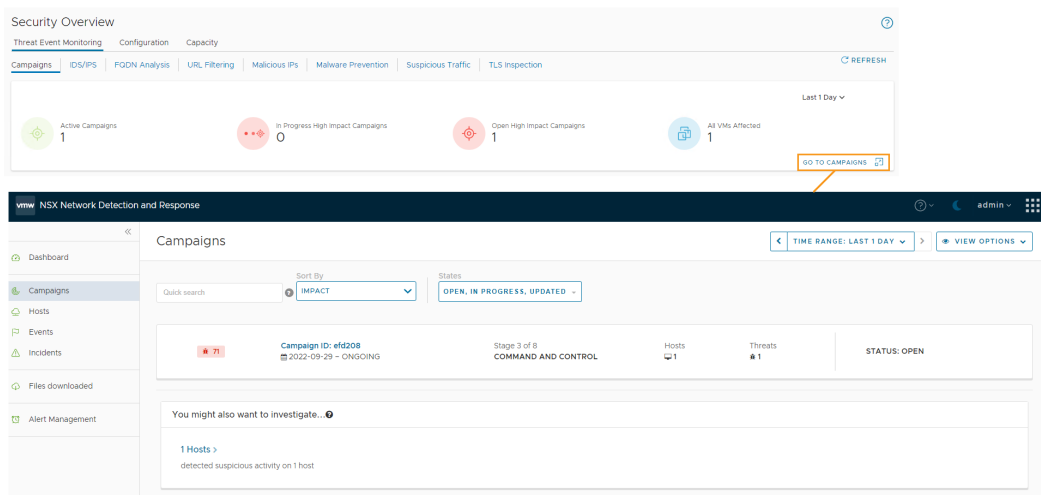 Security Overview
Threat Event Monitoring Configuration Capacity
Campaigns IDS/IPS FQDN Analysis URL Filtering Malicious IPs Malware Prevention Suspicious Traffic TLS Inspection REFRESH
Last 1 Day
Active Campaigns
1
In Progress High Impact Campaigns
0
Open High Impact Campaigns
1
All VMs Affected
1
GO TO CAMPAIGNS
vmw NSX Network Detection and Response admin
Campaigns
TIME RANGE: LAST 1 DAY
VIEW OPTIONS
Dashboard
Campaigns
Hosts
Events
Incidents
Files downloaded
Alert Management
Quick search
Sort By
IMPACT
States
OPEN, IN PROGRESS, UPDATED
71
Campaign ID: efd208
2022-09-29 – ONGOING
Stage 3 of 8
COMMAND AND CONTROL
Hosts
1
Threats
1
STATUS: OPEN
You might also want to investigate...
1 Hosts >
detected suspicious activity on 1 host